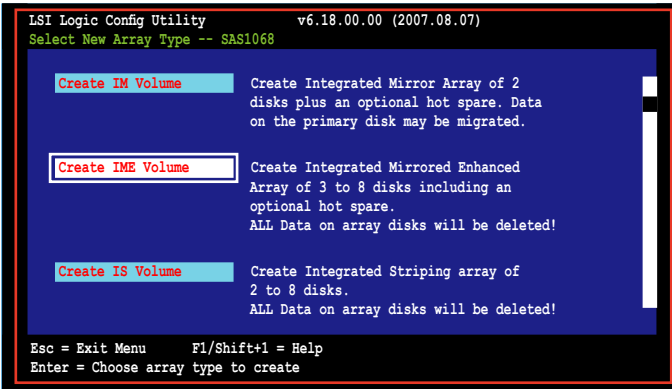 LSI Logic Config Utility v6.18.00.00 (2007.08.07)
Select New Array Type -- SAS1068
Create IM Volume Create Integrated Mirror Array of 2
disks plus an optional hot spare. Data
on the primary disk may be migrated.
Create IME Volume Create Integrated Mirrored Enhanced
Array of 3 to 8 disks including an
optional hot spare.
ALL Data on array disks will be deleted!
Create IS Volume Create Integrated Striping array of
2 to 8 disks.
ALL Data on array disks will be deleted!
Esc = Exit Menu F1/Shift+1 = Help
Enter = Choose array type to create